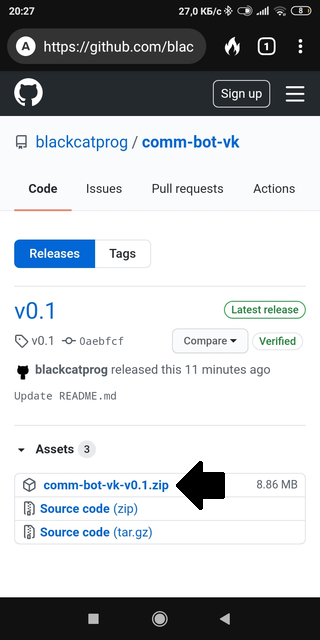 20:27 27,0 КБ/с 8
A https://github.com/blac 1
Sign up
blackcatprog / comm-bot-vk
Code Issues Pull requests Actions
Releases Tags
v0.1 Latest release
v0.1 0aebfcf Compare Verified
blackcatprog released this 11 minutes ago
Update README.md
Assets 3
comm-bot-vk-v0.1.zip 8.86 MB
Source code (zip)
Source code (tar.gz)